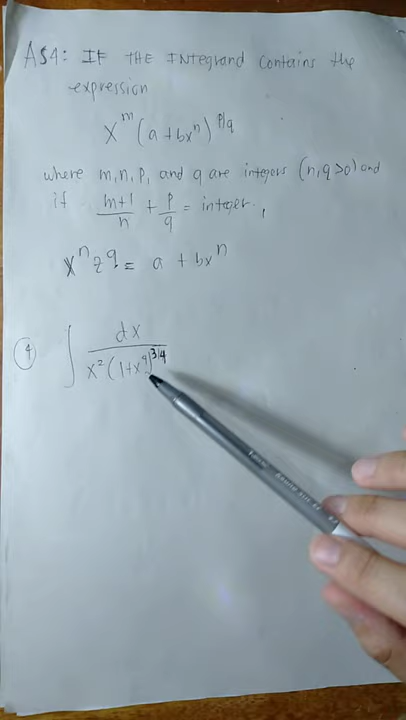 AS4: IF THE INtegrand contains the
expression
x^m (a + bx^n)^p/q
where m, n, p, and q are integers (n, q >0) and
if (m+1)/n + p/q = integer,
x^n z^q = a + bx^n
④ ∫ dx / x²(1+x⁴)^3/4